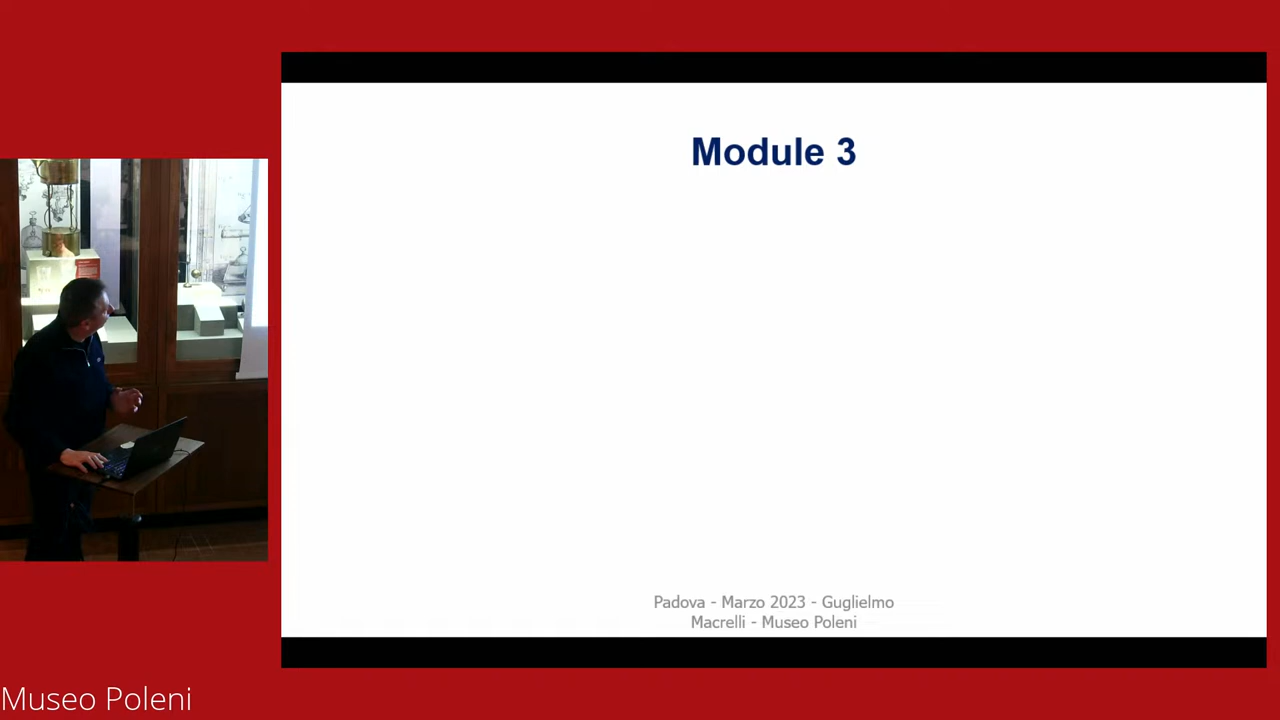 Module 3
Padova - Marzo 2023 - Guglielmo
Macrelli - Museo Poleni
Museo Poleni